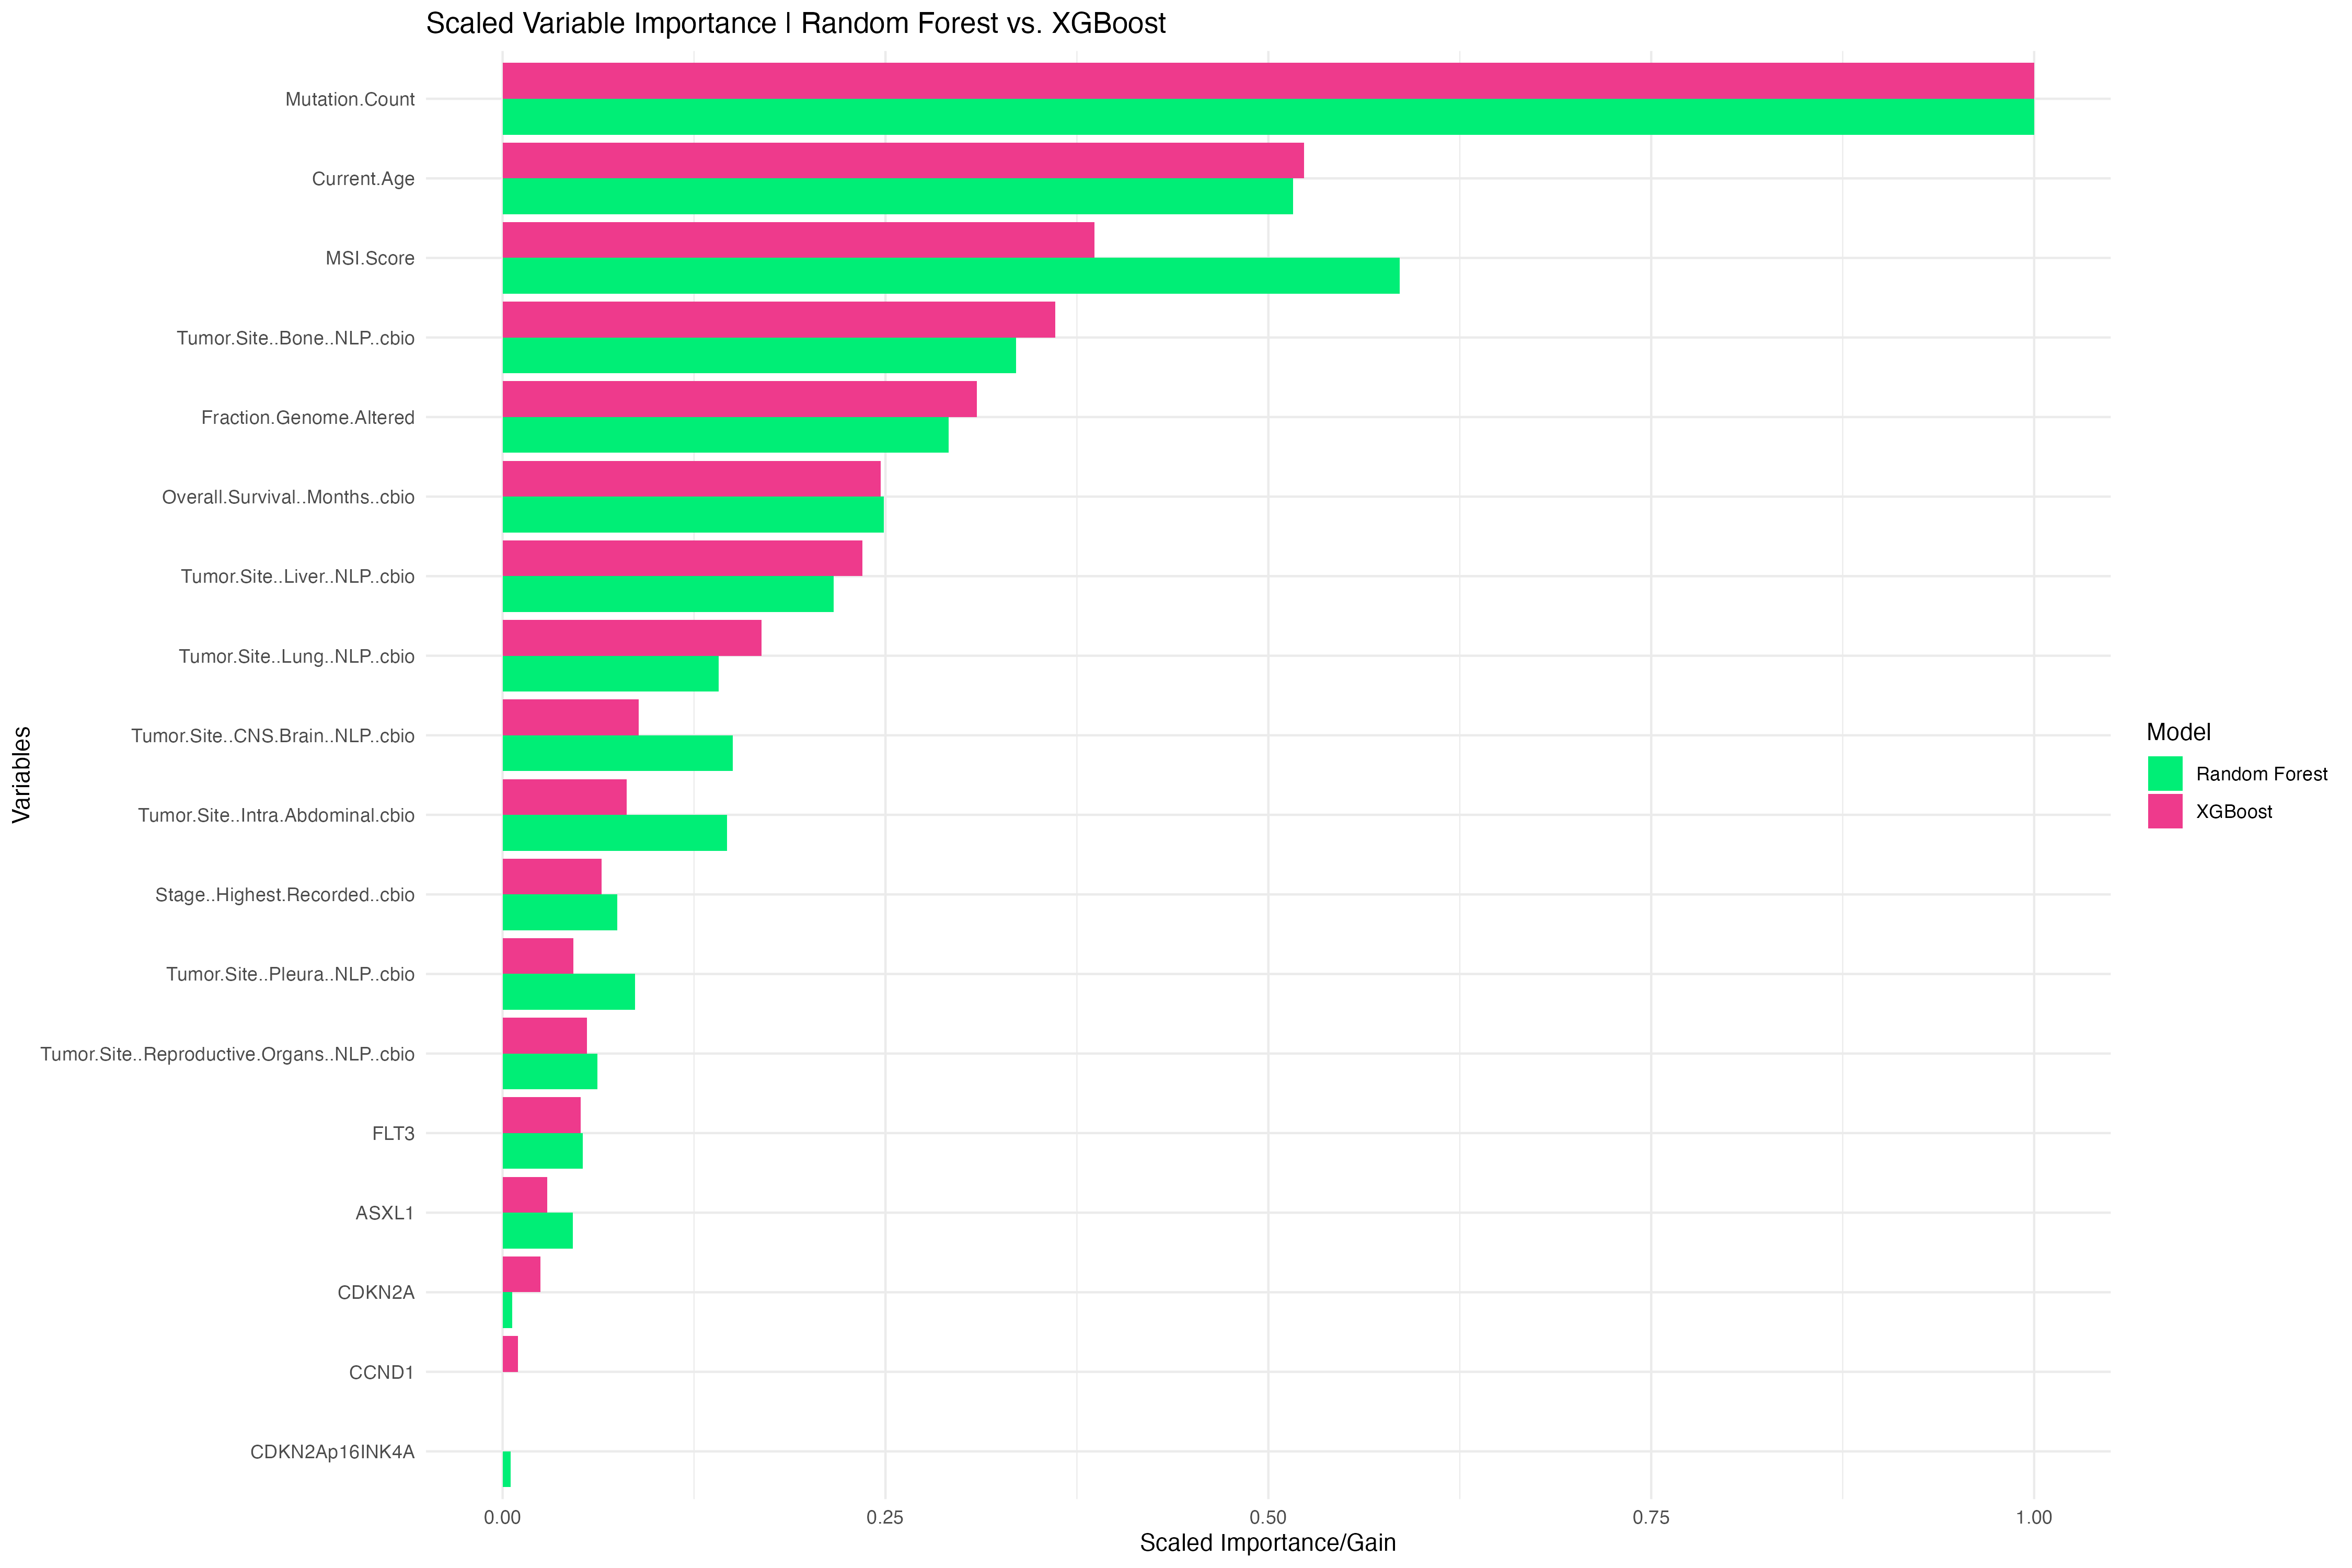 Scaled Variable Importance | Random Forest vs. XGBoost
Variables
Mutation.Count
Current.Age
MSI.Score
Tumor.Site..Bone..NLP..cbio
Fraction.Genome.Altered
Overall.Survival..Months..cbio
Tumor.Site..Liver..NLP..cbio
Tumor.Site..Lung..NLP..cbio
Tumor.Site..CNS.Brain..NLP..cbio
Tumor.Site..Intra.Abdominal.cbio
Stage..Highest.Recorded..cbio
Tumor.Site..Pleura..NLP..cbio
Tumor.Site..Reproductive.Organs..NLP..cbio
FLT3
ASXL1
CDKN2A
CCND1
CDKN2Ap16INK4A
0.00 0.25 0.50 0.75 1.00
Scaled Importance/Gain
Model
Random Forest
XGBoost